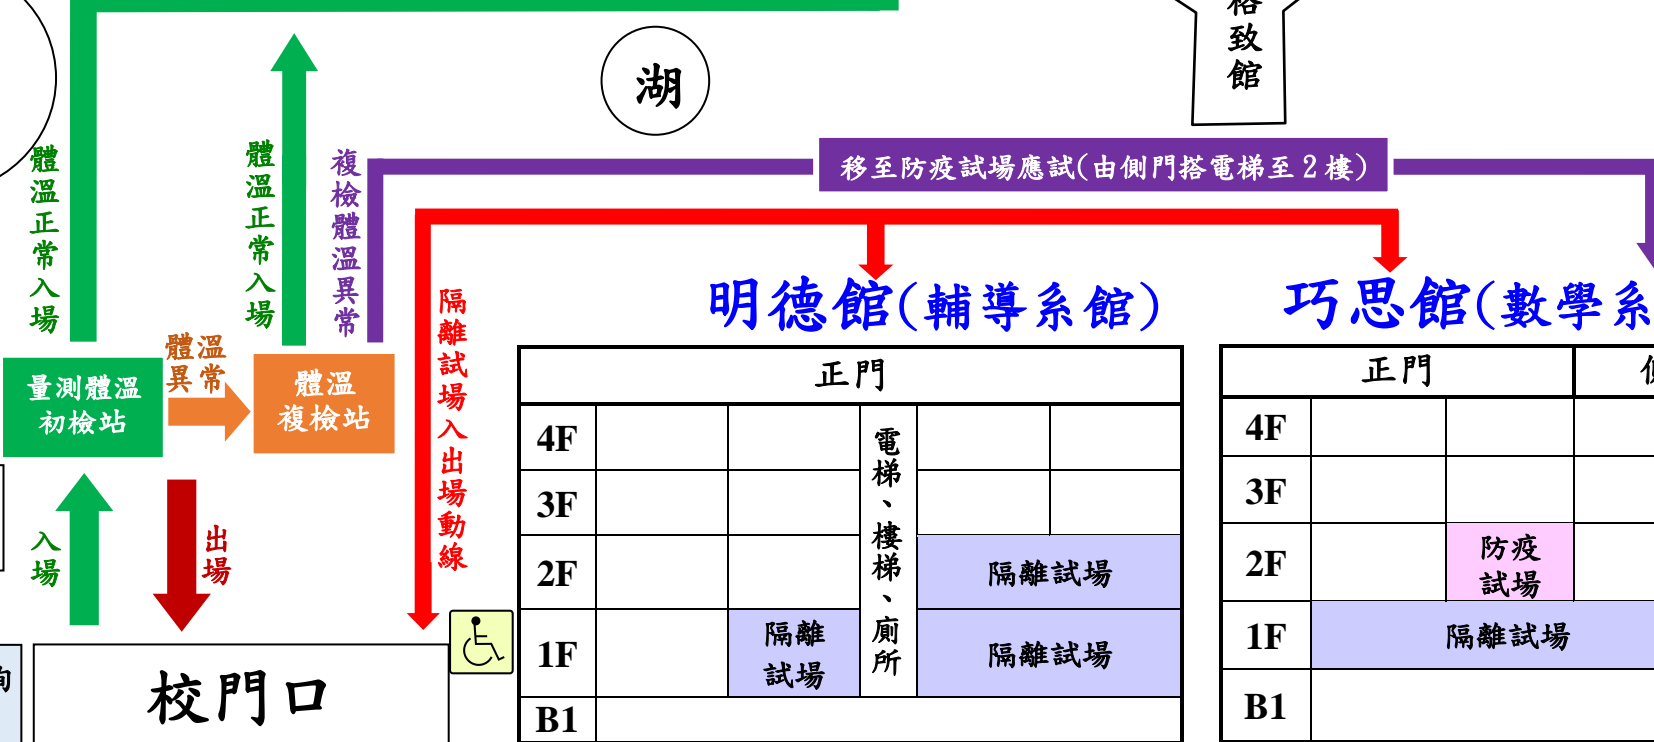 格致館
湖
移至防疫試場應試(由側門搭電梯至2樓)
體溫正常入場
體溫正常入場
複檢體溫異常
隔離試場入出場動線
明德館(輔導系館)
巧思館(數學系
體溫
異常
量測體溫
初檢站
體溫
複檢站
入場
出場
校門口
正門
4F
3F
2F
1F
B1
電梯、樓梯、廁所
隔離試場
隔離
試場
隔離試場
正門
4F
3F
2F
1F
B1
防疫
試場
隔離試場